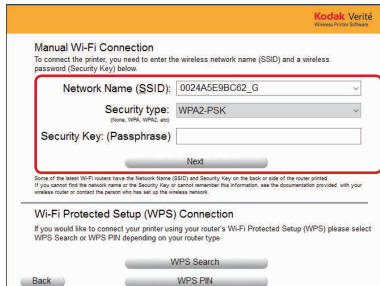 Kodak Verité
Wireless Printer Software
Manual Wi-Fi Connection
To connect the printer, you need to enter the wireless network name (SSID) and a wireless
password (Security Key) below.
Network Name (SSID): 0024A5E9BC62_G
Security type: WPA2-PSK
(None, WPA, WPA2, etc)
Security Key: (Passphrase)
Next
Some of the latest Wi-Fi routers have the Network Name (SSID) and Security Key on the back or side of the router printed.
If you cannot find the network name or the Security Key or cannot remember this information, see the documentation provided with your
wireless router or contact the person who has set up the wireless network.
Wi-Fi Protected Setup (WPS) Connection
If you would like to connect your printer using your router's Wi-Fi Protected Setup (WPS) please select
WPS Search or WPS PIN depending on your router type
WPS Search
Back WPS PIN